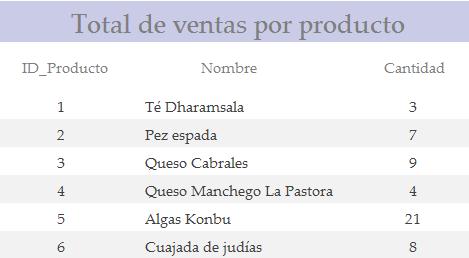 Total de ventas por producto
ID_Producto Nombre Cantidad
1 Té Dharamsala 3
2 Pez espada 7
3 Queso Cabrales 9
4 Queso Manchego La Pastora 4
5 Algas Konbu 21
6 Cuajada de judías 8